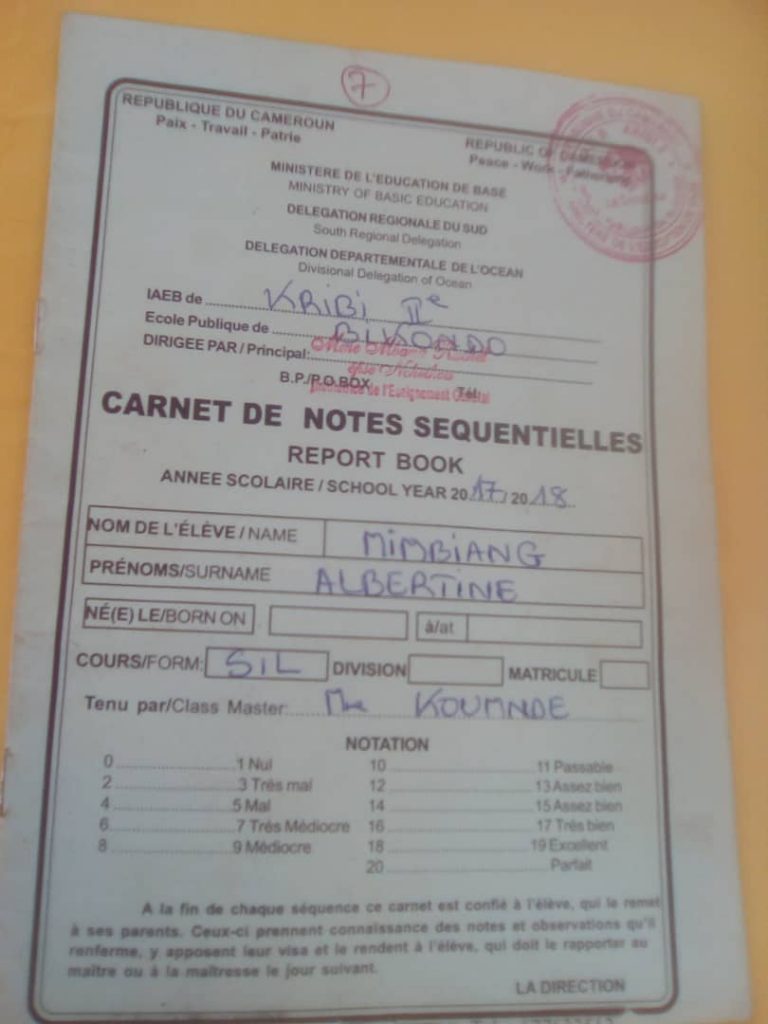 7
REPUBLIQUE DU CAMEROUN
Paix - Travail - Patrie
REPUBLIC OF CAMEROON
Peace - Work - Fatherland
MINISTERE DE L'EDUCATION DE BASE
MINISTRY OF BASIC EDUCATION
DELEGATION REGIONALE DU SUD
South Regional Delegation
DELEGATION DEPARTEMENTALE DE L'OCEAN
Divisional Delegation of Ocean
IAEB de KRIBI IIe
Ecole Publique de BIKONDO
DIRIGEE PAR / Principal:
B.P./P.O.BOX Tél:
CARNET DE NOTES SEQUENTIELLES
REPORT BOOK
ANNEE SCOLAIRE / SCHOOL YEAR 2017/ 2018
NOM DE L'ÉLÈVE / NAME MIMBIANG
PRÉNOMS/SURNAME ALBERTINE
NÉ(E) LE/BORN ON à/at
COURS/FORM: SIL DIVISION MATRICULE
Tenu par/Class Master: Mme KOUMNDE
NOTATION
0 1 Nul 10 11 Passable
2 3 Très mal 12 13 Assez bien
4 5 Mal 14 15 Assez bien
6 7 Très Médiocre 16 17 Très bien
8 9 Médiocre 18 19 Excellent
20 Parfait
A la fin de chaque séquence ce carnet est confié à l'élève, qui le remet
à ses parents. Ceux-ci prennent connaissance des notes et observations qu'il
renferme, y apposent leur visa et le rendent à l'élève, qui doit le rapporter au
maître ou à la maîtresse le jour suivant.
LA DIRECTION